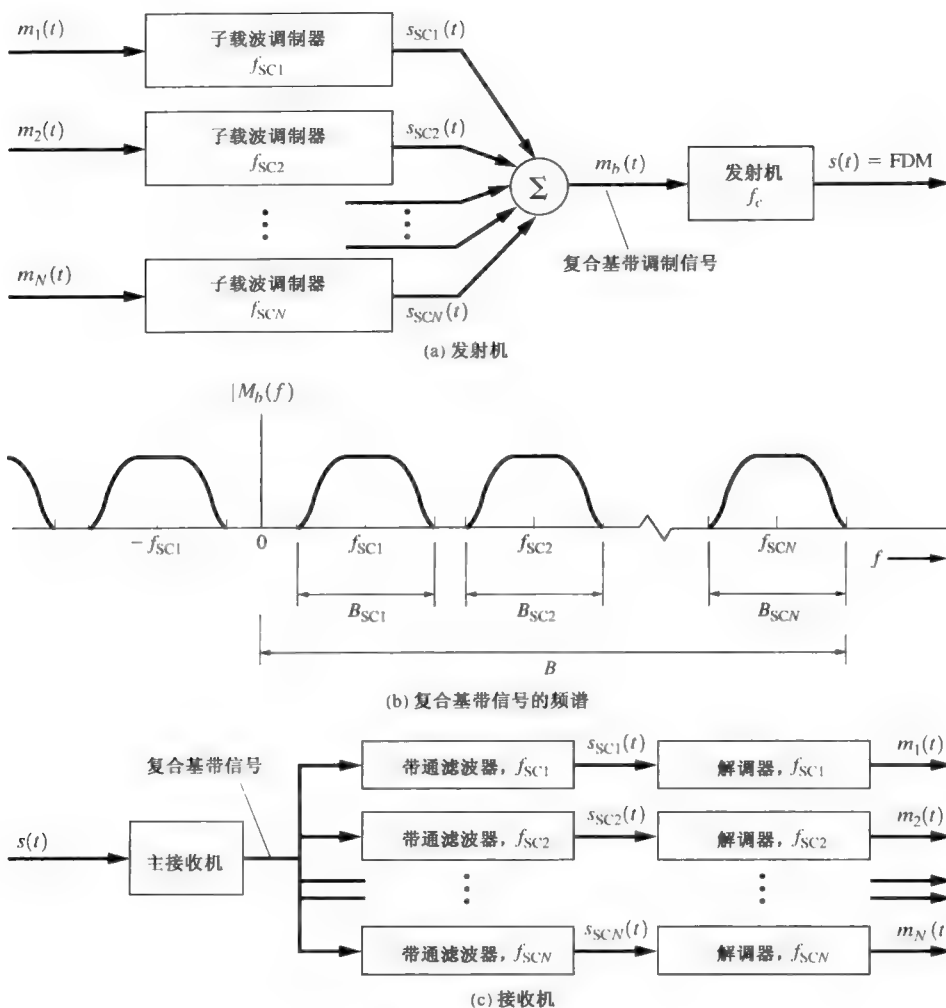 m₁(t)
子载波调制器
f_SC1
s_SC1(t)
m₂(t)
子载波调制器
f_SC2
s_SC2(t)
Σ
m_b(t)
发射机
f_c
s(t) = FDM
复合基带调制信号
m_N(t)
子载波调制器
f_SCN
s_SCN(t)
(a) 发射机
|M_b(f)
− f_SC1
0
f_SC1
f_SC2
f_SCN
f
B_SC1
B_SC2
B_SCN
B
(b) 复合基带信号的频谱
复合基带信号
s(t)
主接收机
带通滤波器, f_SC1
s_SC1(t)
解调器, f_SC1
m₁(t)
带通滤波器, f_SC2
s_SC2(t)
解调器, f_SC2
m₂(t)
带通滤波器, f_SCN
s_SCN(t)
解调器, f_SCN
m_N(t)
(c) 接收机